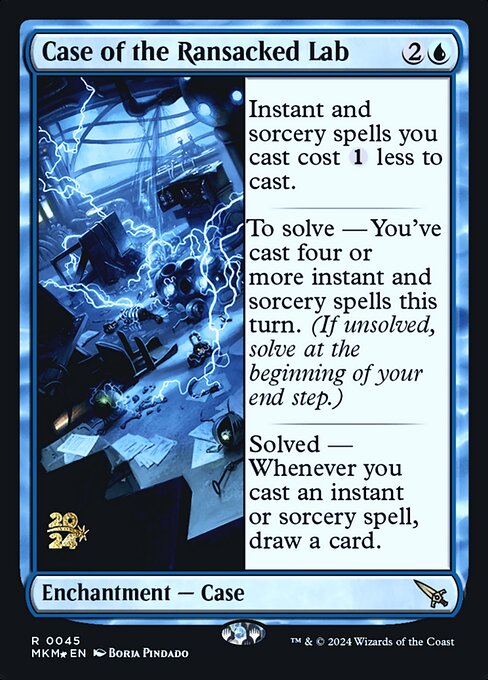 Case of the Ransacked Lab 2
Instant and
sorcery spells you
cast cost 1 less to
cast.
To solve — You’ve
cast four or
more instant and
sorcery spells this
turn. (If unsolved,
solve at the
beginning of your
end step.)
Solved —
Whenever you
cast an instant
or sorcery spell,
draw a card.
2024
Enchantment — Case
R 0045
MKM★EN Borja Pindado
™ & © 2024 Wizards of the Coast